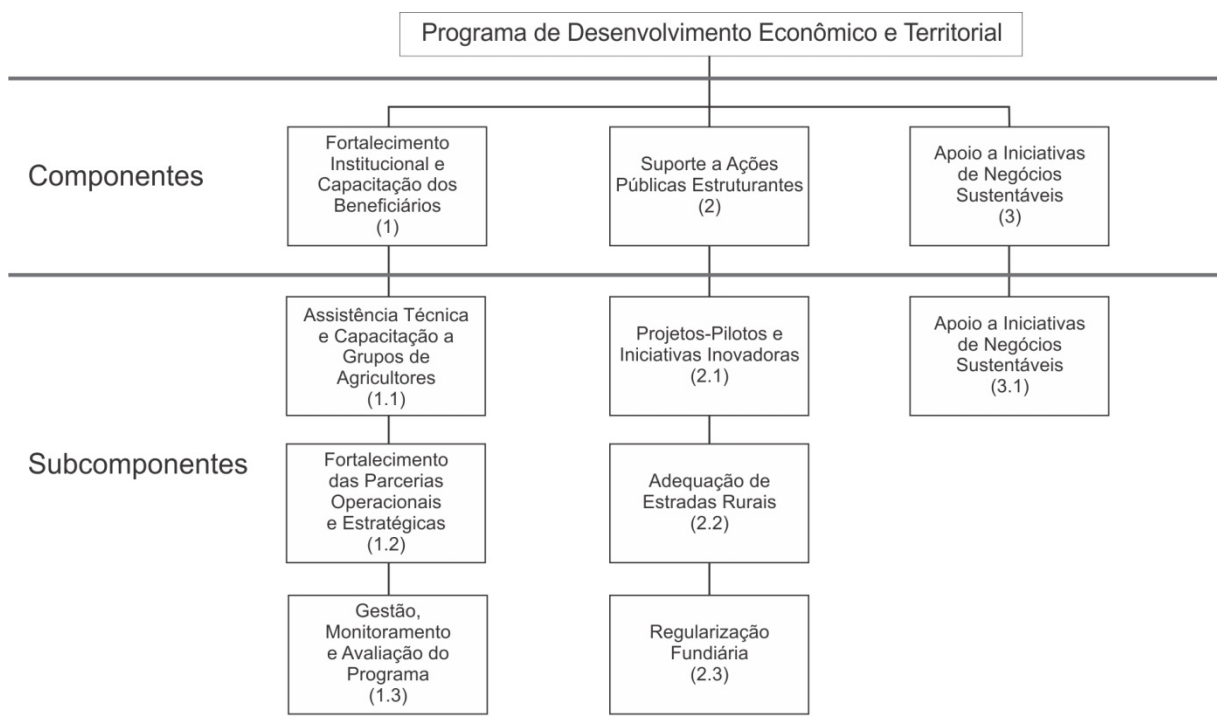 Programa de Desenvolvimento Econômico e Territorial
Componentes
Fortalecimento
Institucional e
Capacitação dos
Beneficiários
(1)
Suporte a Ações
Públicas Estruturantes
(2)
Apoio a Iniciativas
de Negócios
Sustentáveis
(3)
Subcomponentes
Assistência Técnica
e Capacitação a
Grupos de
Agricultores
(1.1)
Fortalecimento
das Parcerias
Operacionais
e Estratégicas
(1.2)
Gestão,
Monitoramento
e Avaliação do
Programa
(1.3)
Projetos-Pilotos e
Iniciativas Inovadoras
(2.1)
Adequação de
Estradas Rurais
(2.2)
Regularização
Fundiária
(2.3)
Apoio a Iniciativas
de Negócios
Sustentáveis
(3.1)